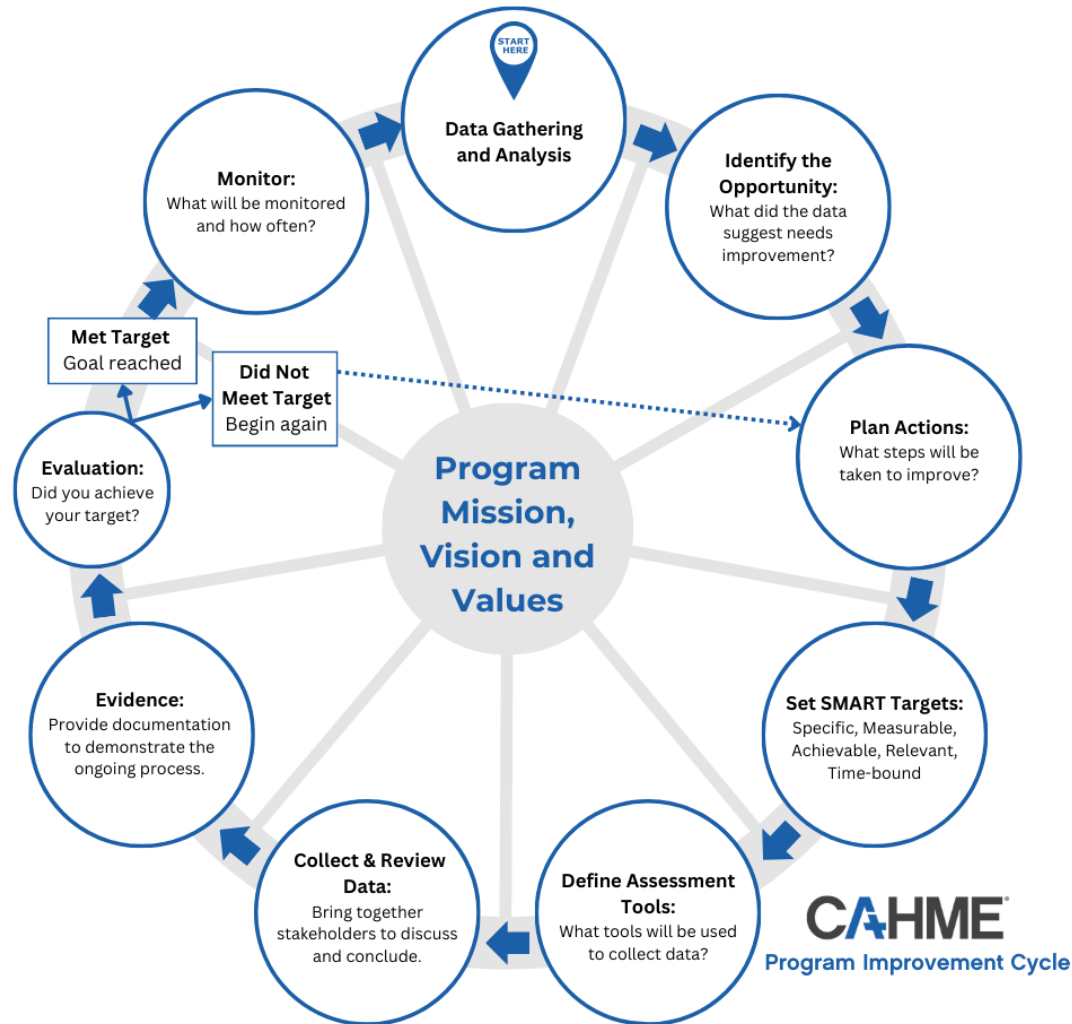 START
HERE
Data Gathering
and Analysis
Identify the
Opportunity:
What did the data
suggest needs
improvement?
Plan Actions:
What steps will be
taken to improve?
Set SMART Targets:
Specific, Measurable,
Achievable, Relevant,
Time-bound
Define Assessment
Tools:
What tools will be used
to collect data?
Collect & Review
Data:
Bring together
stakeholders to discuss
and conclude.
Evidence:
Provide documentation
to demonstrate the
ongoing process.
Evaluation:
Did you achieve
your target?
Met Target
Goal reached
Did Not
Meet Target
Begin again
Monitor:
What will be monitored
and how often?
Program
Mission,
Vision and
Values
CAHME
Program Improvement Cycle